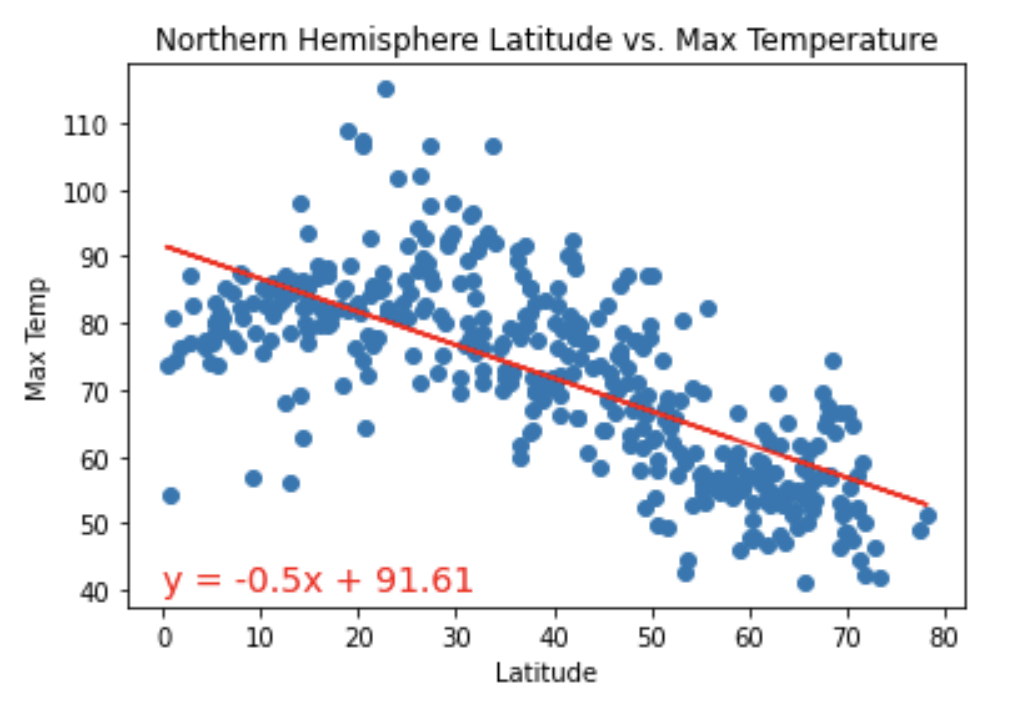 Northern Hemisphere Latitude vs. Max Temperature
110
100
90
80
70
60
50
40
Max Temp
y = -0.5x + 91.61
0 10 20 30 40 50 60 70 80
Latitude